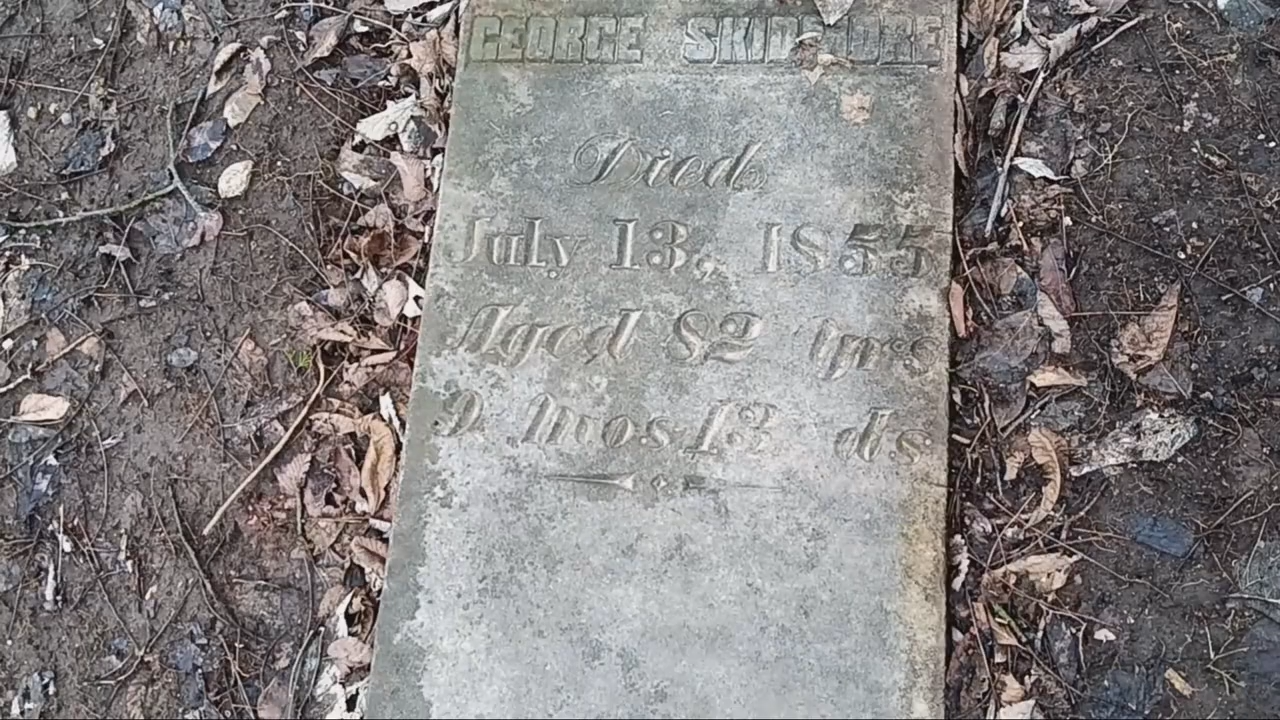 GEORGE SKIDMORE
Died
July 13, 1855
Aged 82 yrs
9 mos 13 ds